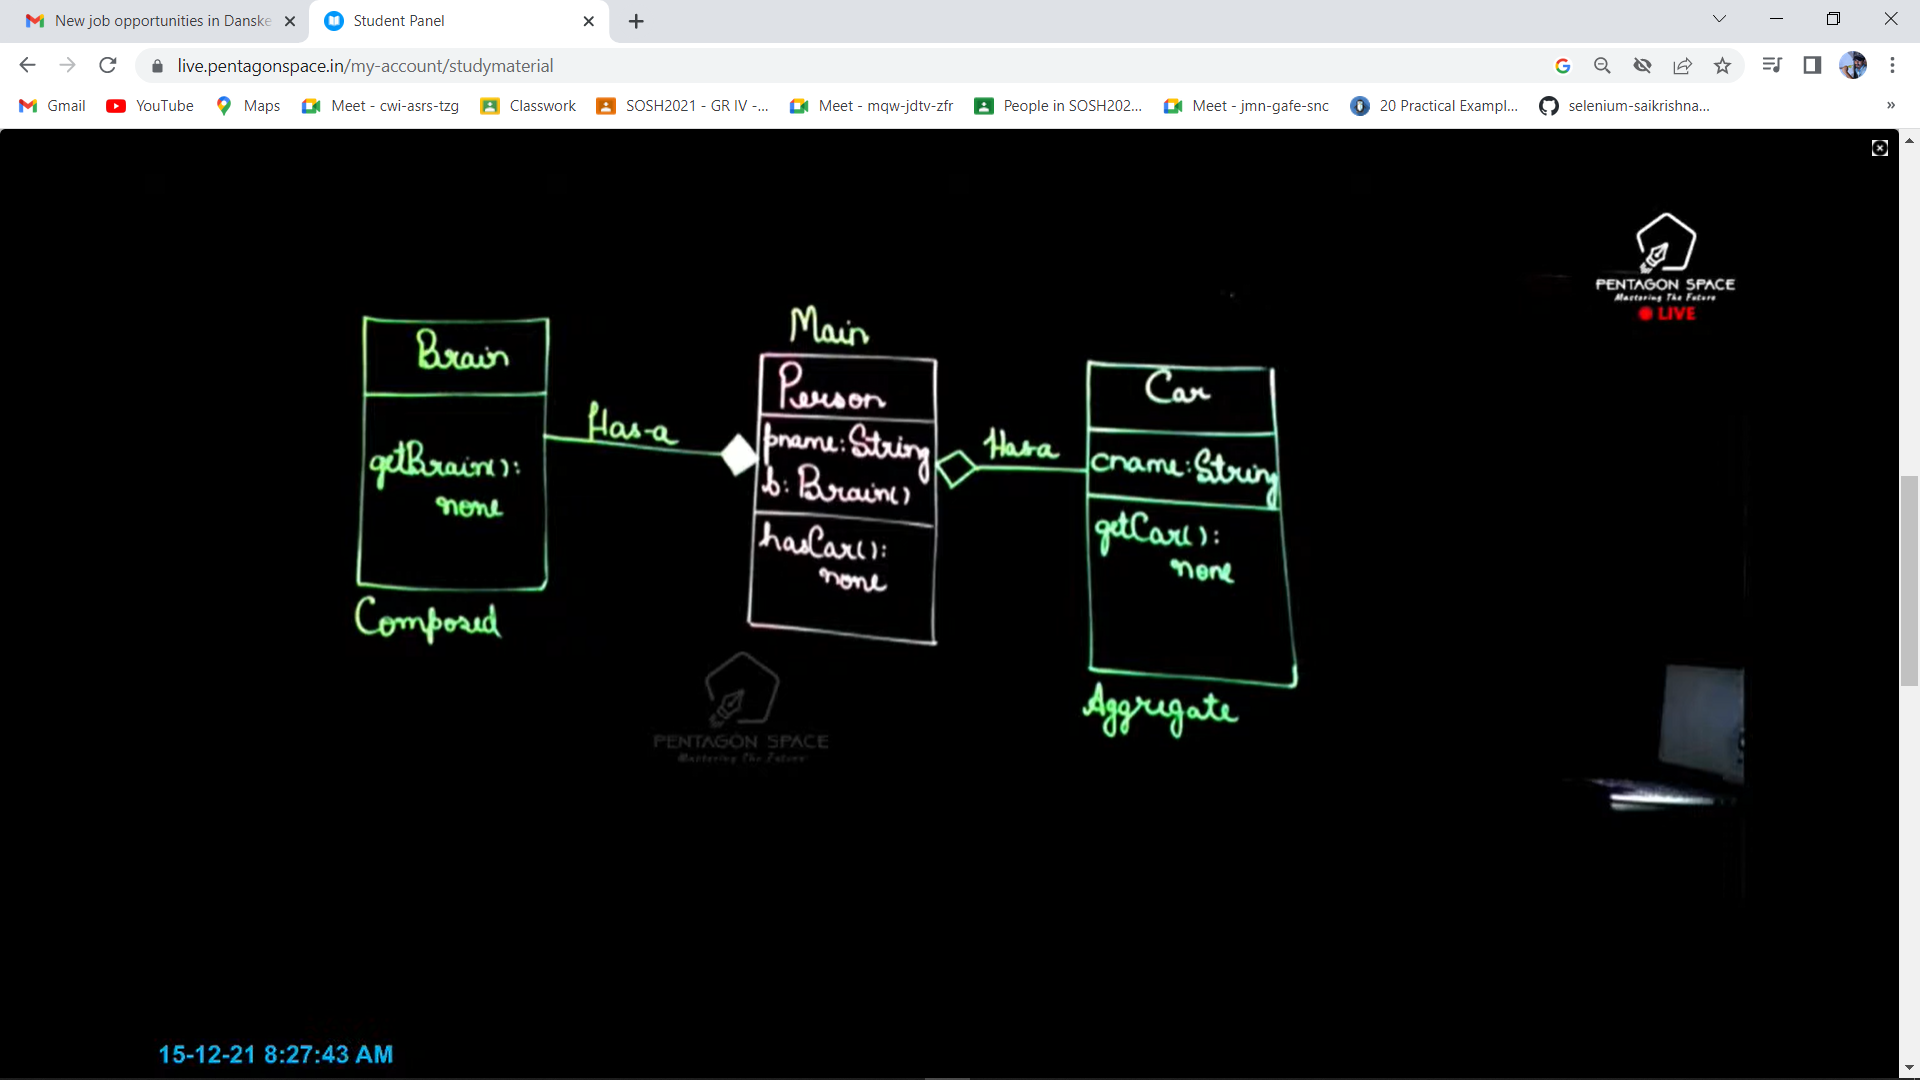 New job opportunities in Danske
Student Panel
live.pentagonspace.in/my-account/studymaterial
Gmail
YouTube
Maps
Meet - cwi-asrs-tzg
Classwork
SOSH2021 - GR IV -...
Meet - mqw-jdtv-zfr
People in SOSH202...
Meet - jmn-gafe-snc
20 Practical Exampl...
selenium-saikrishna...
PENTAGON SPACE
Mastering The Future
LIVE
Brain
getBrain():
none
Composed
Has-a
Main
Person
pname:String
b: Brain()
hasCar():
none
Has-a
Car
cname:String
getCar():
none
Aggregate
PENTAGON SPACE
Mastering The Future
15-12-21 8:27:43 AM